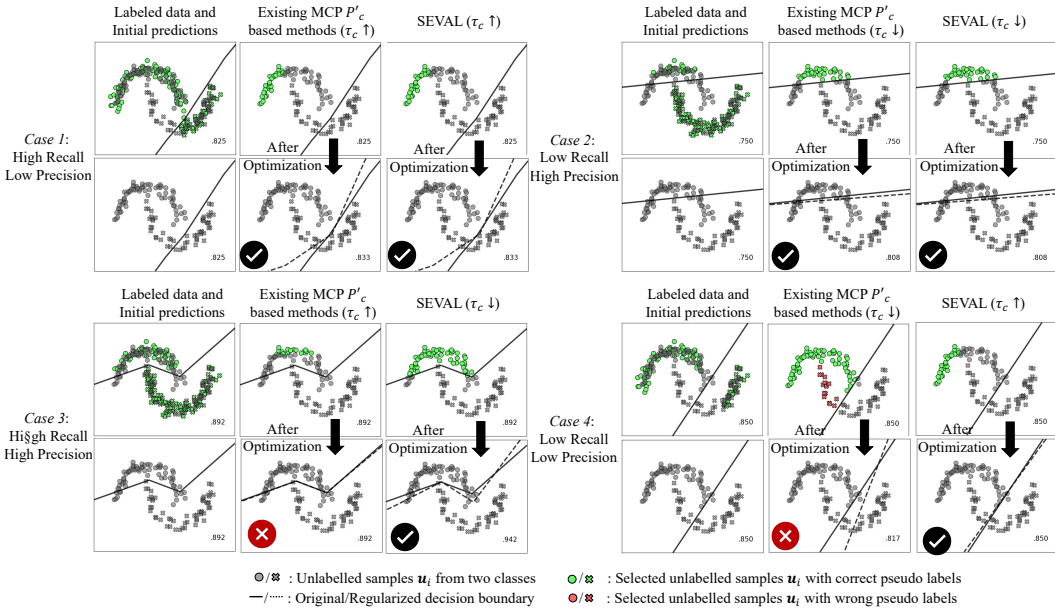 Labeled data and
Initial predictions
Existing MCP P′c
based methods (τc ↑)
SEVAL (τc ↑)
Case 1:
High Recall
Low Precision
.825
.825
.825
After
Optimization
After
Optimization
.825
.833
.833
Labeled data and
Initial predictions
Existing MCP P′c
based methods (τc ↓)
SEVAL (τc ↓)
Case 2:
Low Recall
High Precision
.750
.750
.750
After
Optimization
After
Optimization
.750
.808
.808
Labeled data and
Initial predictions
Existing MCP P′c
based methods (τc ↑)
SEVAL (τc ↓)
Case 3:
Hi§gh Recall
High Precision
.892
.892
.892
After
Optimization
After
Optimization
.892
.892
.942
Labeled data and
Initial predictions
Existing MCP P′c
based methods (τc ↓)
SEVAL (τc ↑)
Case 4:
Low Recall
Low Precision
.850
.850
.850
After
Optimization
After
Optimization
.850
.817
.850
/ : Unlabelled samples ui from two classes
/ : Selected unlabelled samples ui with correct pseudo labels
/ : Original/Regularized decision boundary
/ : Selected unlabelled samples ui with wrong pseudo labels